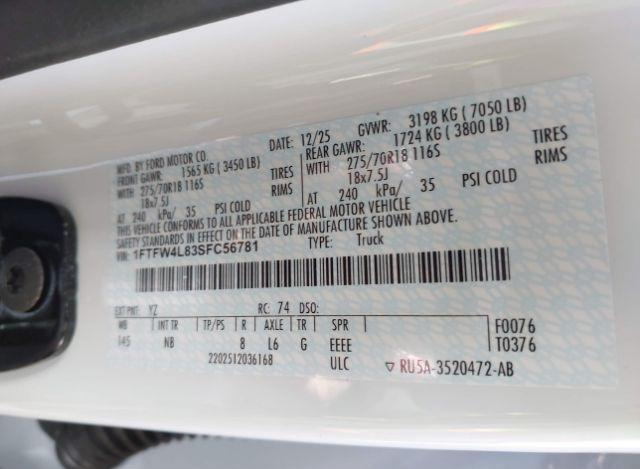 MFD. BY FORD MOTOR CO. DATE: 12/25 GVWR: 3198 KG ( 7050 LB)
FRONT GAWR: 1565 KG ( 3450 LB) REAR GAWR: 1724 KG ( 3800 LB)
WITH 275/70R18 116S TIRES WITH 275/70R18 116S TIRES
18x7.5J RIMS 18x7.5J RIMS
AT 240 kPa/ 35 PSI COLD AT 240 kPa/ 35 PSI COLD
THIS VEHICLE CONFORMS TO ALL APPLICABLE FEDERAL MOTOR VEHICLE
SAFETY STANDARDS IN EFFECT ON THE DATE OF MANUFACTURE SHOWN ABOVE.
VIN: 1FTFW4L83SFC56781 TYPE: Truck
EXT PNT: YZ RC: 74 DSO:
WB INT TR TP/PS R AXLE TR SPR F0076
145 NB 8 L6 G EEEE T0376
2202512036168 ULC ▽ RU5A-3520472-AB